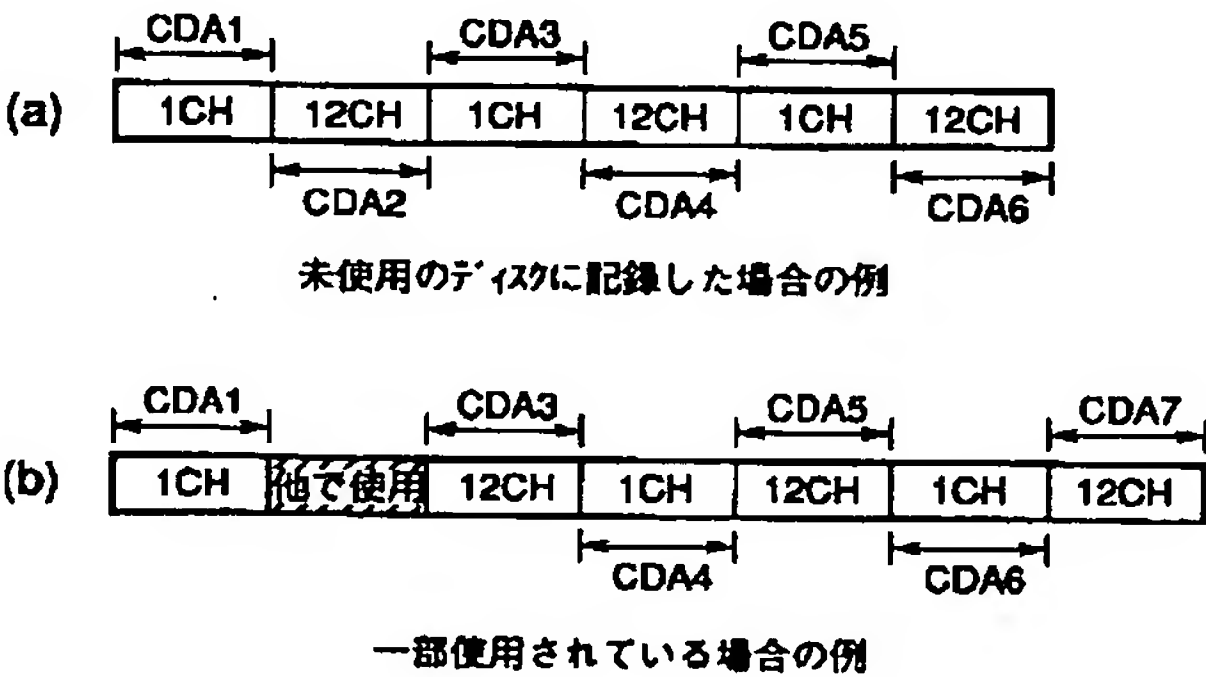 CDA1 CDA3 CDA5
(a) 1CH 12CH 1CH 12CH 1CH 12CH
CDA2 CDA4 CDA6
未使用のディスクに記録した場合の例
CDA1 CDA3 CDA5 CDA7
(b) 1CH 他で使用 12CH 1CH 12CH 1CH 12CH
CDA4 CDA6
一部使用されている場合の例